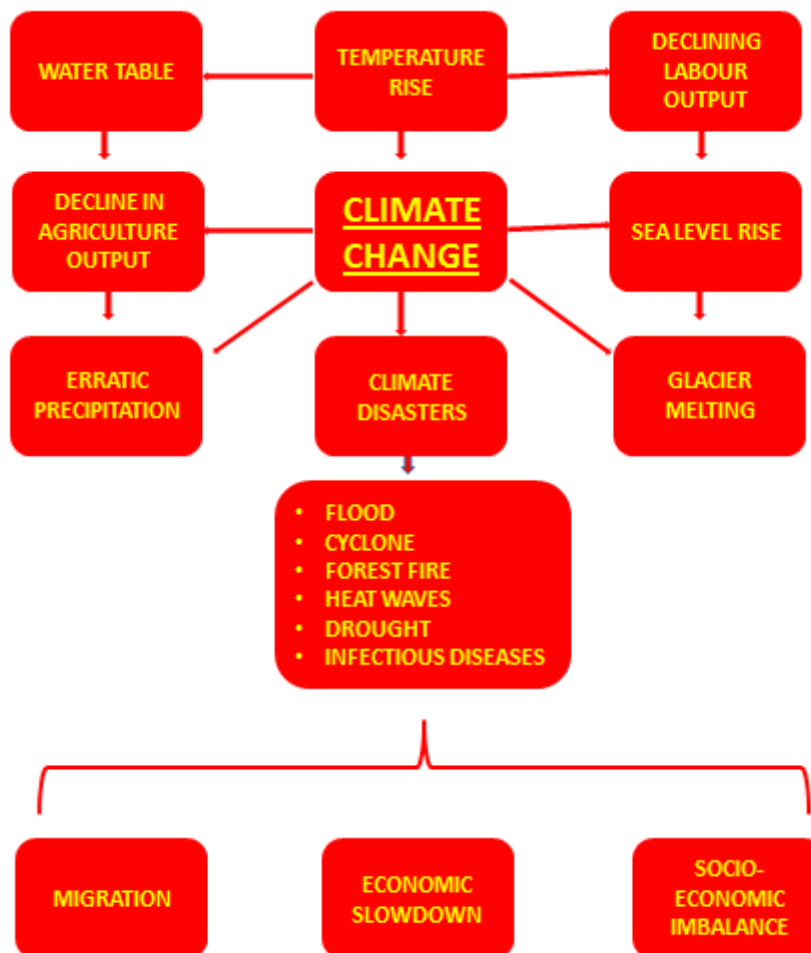 WATER TABLE
TEMPERATURE
RISE
DECLINING
LABOUR
OUTPUT
DECLINE IN
AGRICULTURE
OUTPUT
CLIMATE
CHANGE
SEA LEVEL RISE
ERRATIC
PRECIPITATION
CLIMATE
DISASTERS
GLACIER
MELTING
• FLOOD
• CYCLONE
• FOREST FIRE
• HEAT WAVES
• DROUGHT
• INFECTIOUS DISEASES
MIGRATION
ECONOMIC
SLOWDOWN
SOCIO-
ECONOMIC
IMBALANCE